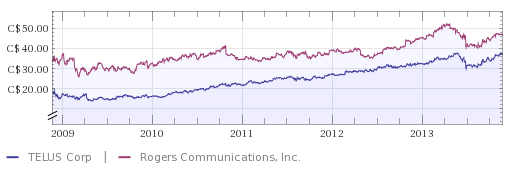 C$50.00
C$40.00
C$30.00
C$20.00
2009 2010 2011 2012 2013
TELUS Corp | Rogers Communications, Inc.